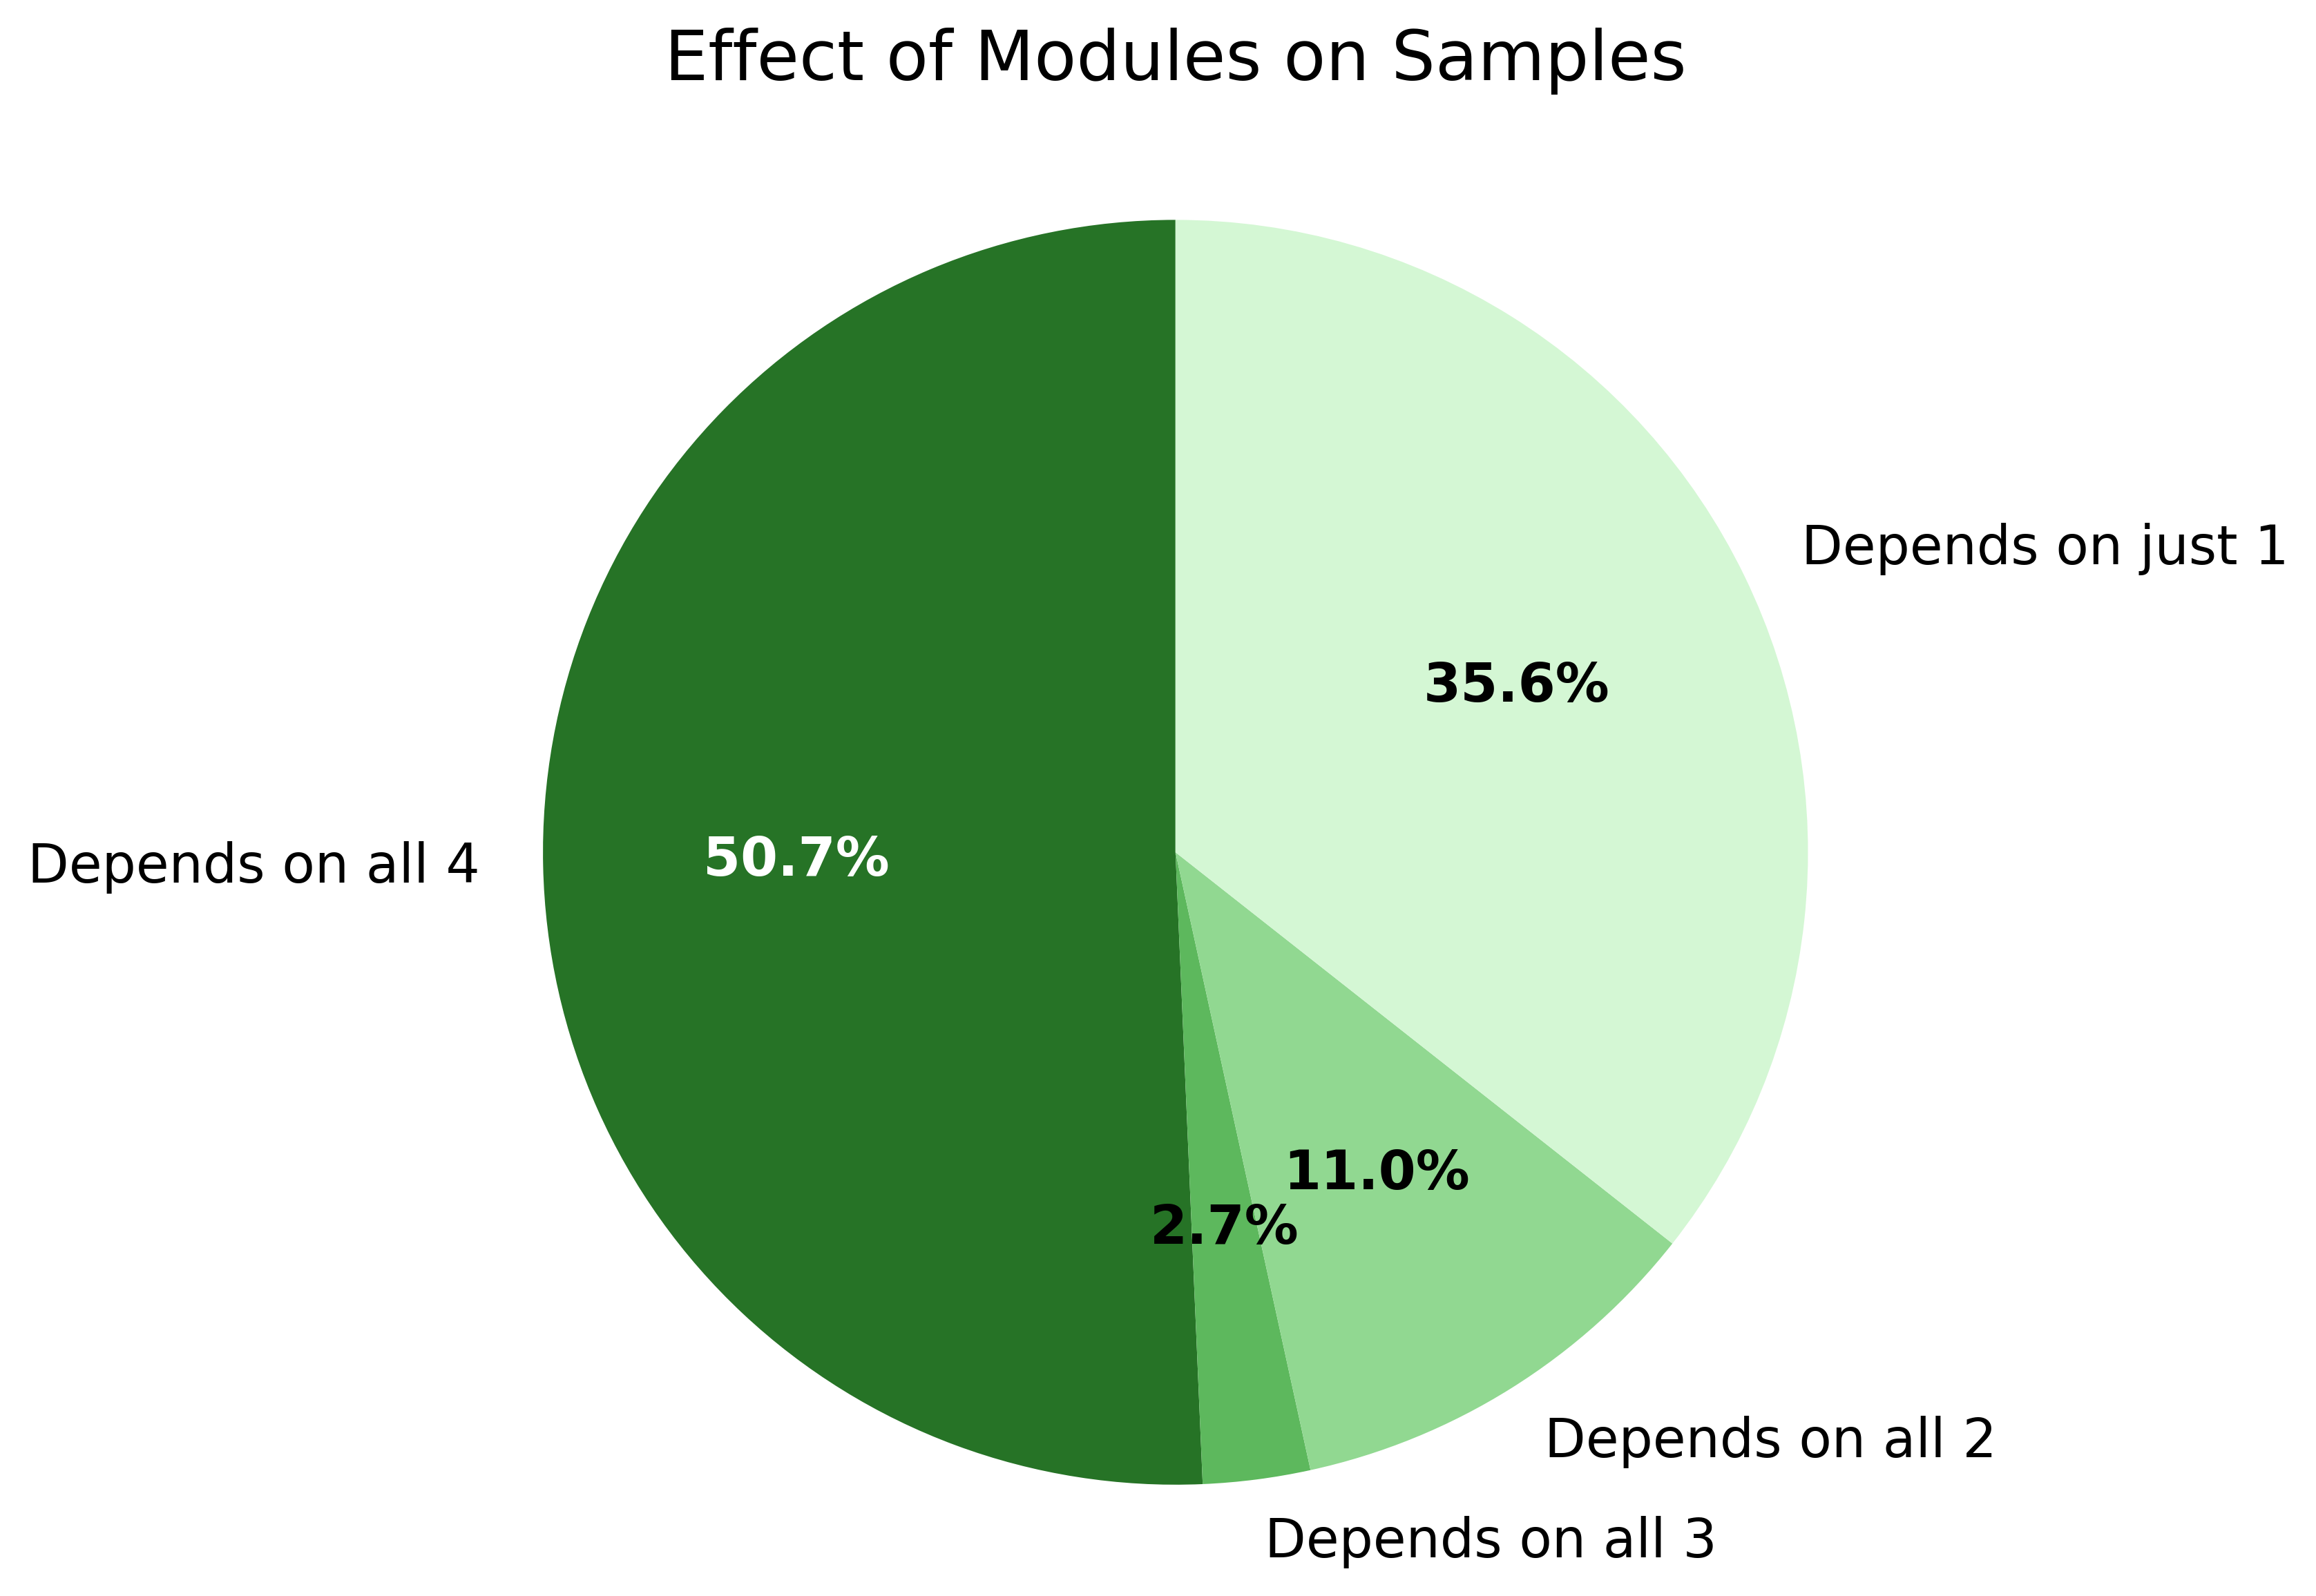 Effect of Modules on Samples
Depends on just 1
35.6%
Depends on all 4
50.7%
11.0%
2.7%
Depends on all 2
Depends on all 3